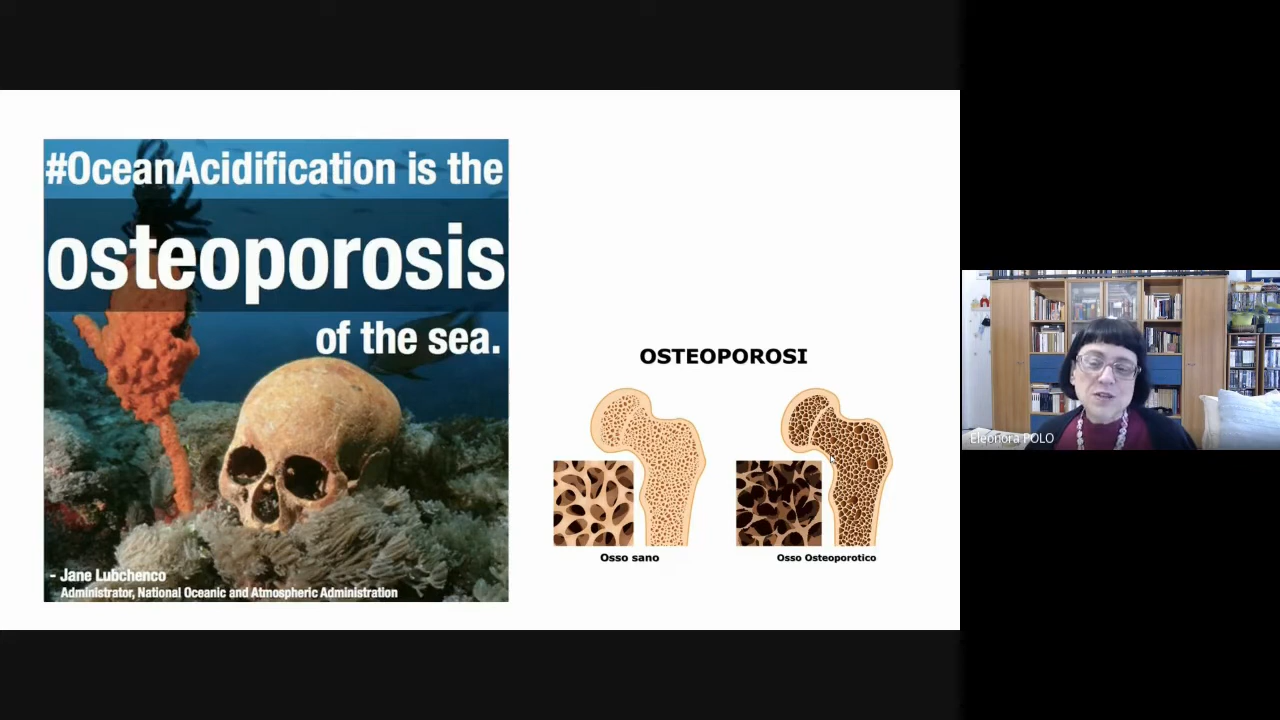 #OceanAcidification is the
osteoporosis
of the sea.
- Jane Lubchenco
Administrator, National Oceanic and Atmospheric Administration
OSTEOPOROSI
Osso sano
Osso Osteoporotico
Eleonora POLO